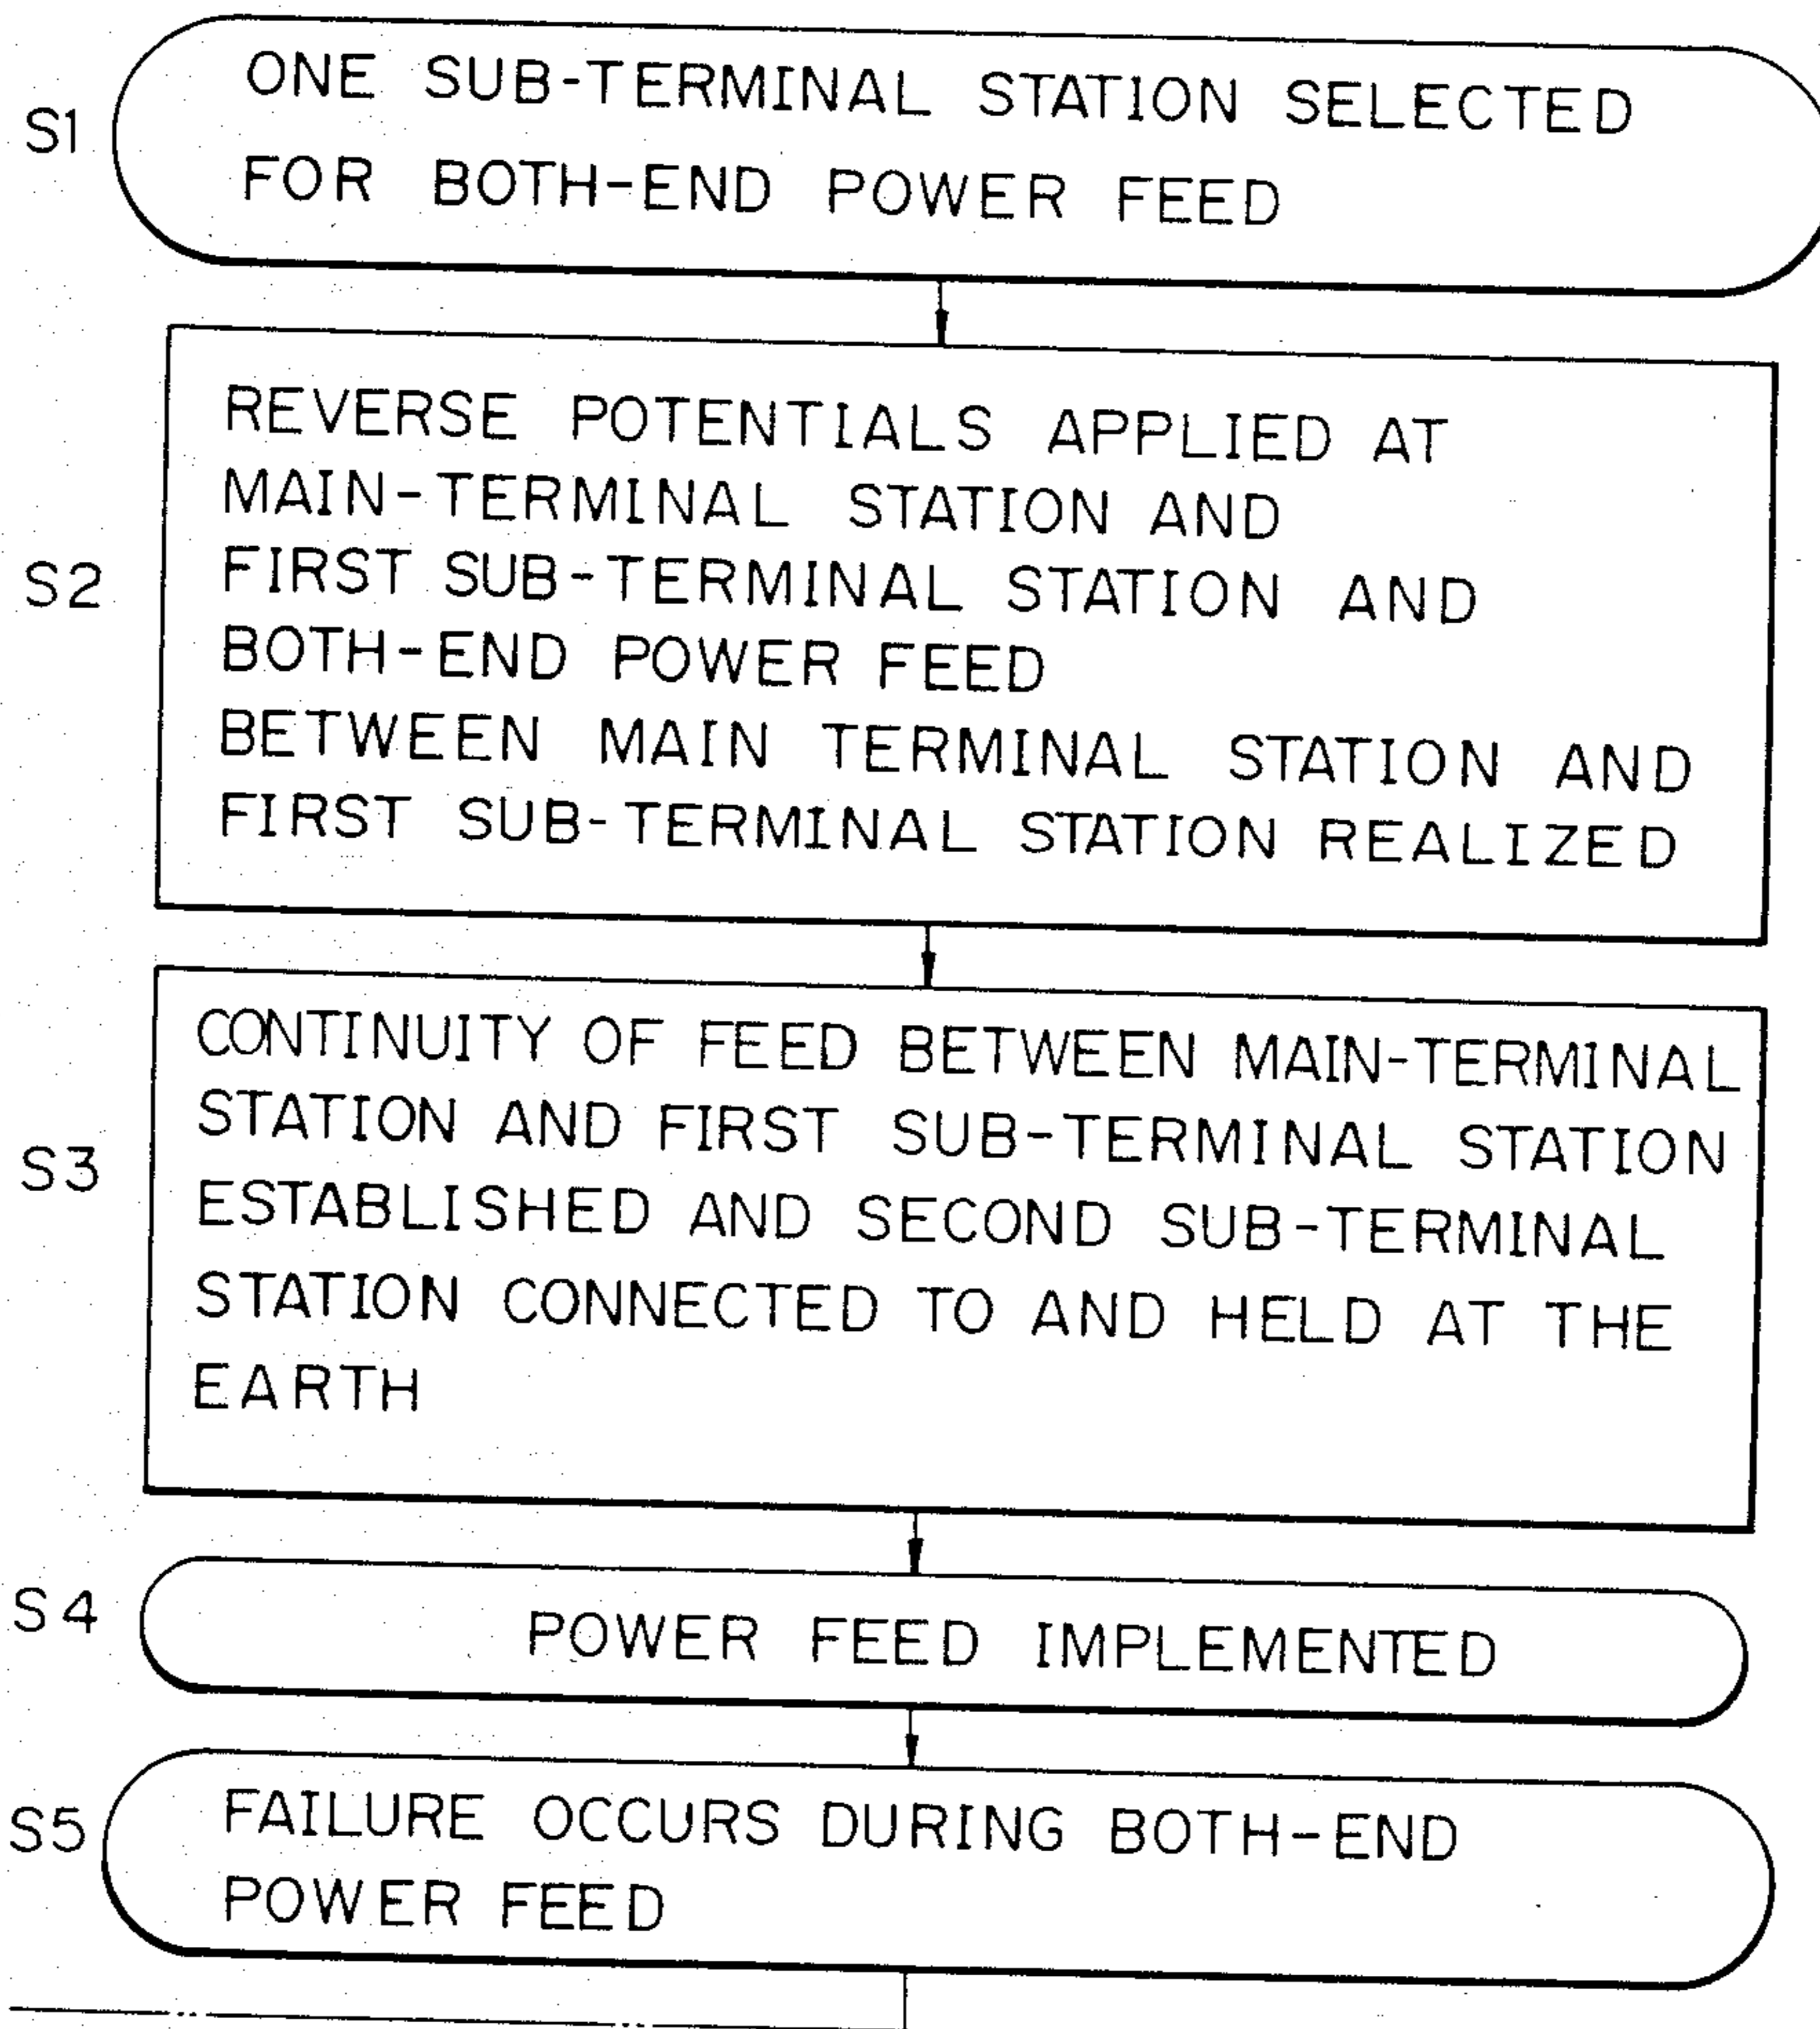 S1
ONE SUB-TERMINAL STATION SELECTED
FOR BOTH-END POWER FEED
S2
REVERSE POTENTIALS APPLIED AT
MAIN-TERMINAL STATION AND
FIRST SUB-TERMINAL STATION AND
BOTH-END POWER FEED
BETWEEN MAIN TERMINAL STATION AND
FIRST SUB-TERMINAL STATION REALIZED
S3
CONTINUITY OF FEED BETWEEN MAIN-TERMINAL
STATION AND FIRST SUB-TERMINAL STATION
ESTABLISHED AND SECOND SUB-TERMINAL
STATION CONNECTED TO AND HELD AT THE
EARTH
S4
POWER FEED IMPLEMENTED
S5
FAILURE OCCURS DURING BOTH-END
POWER FEED